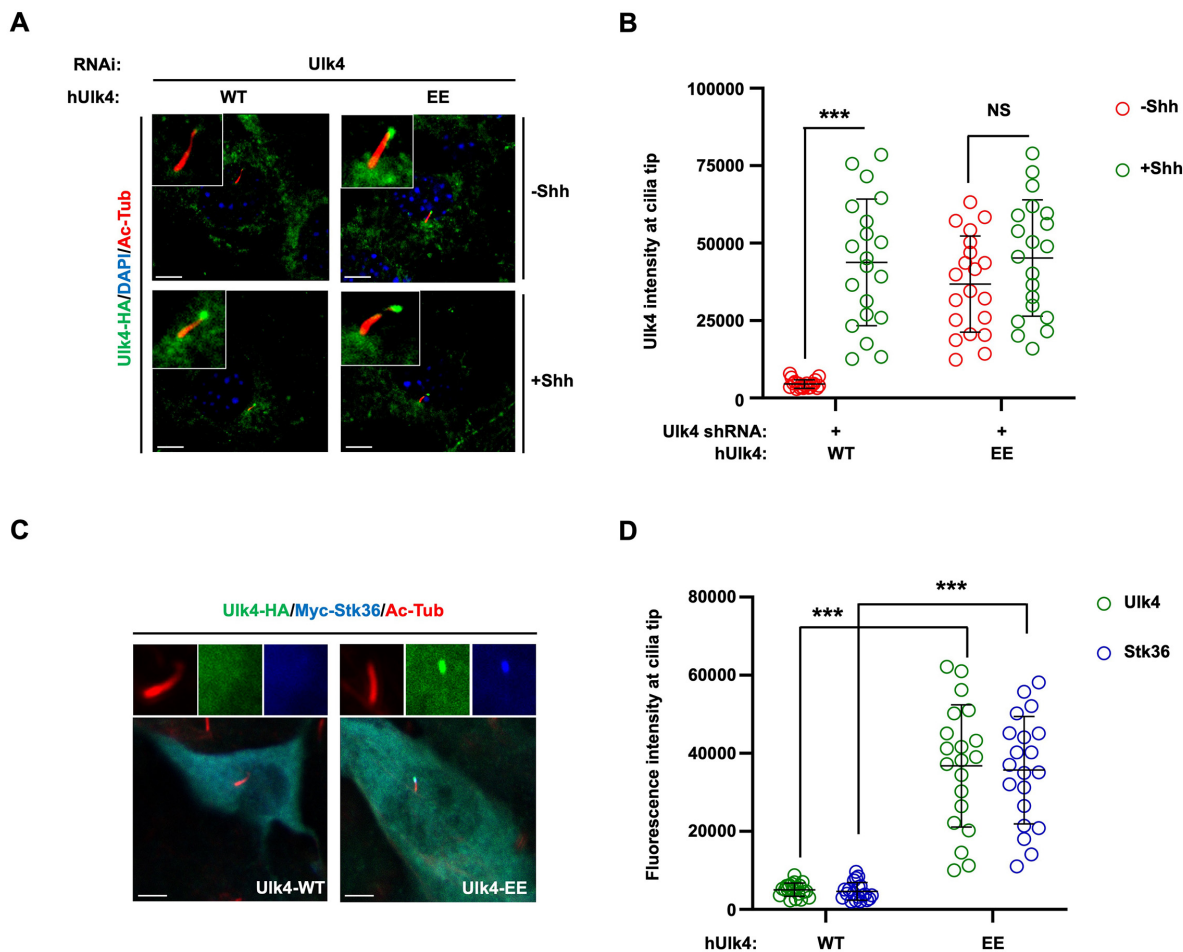 A
RNAi: Ulk4
hUlk4: WT EE
Ulk4-HA/DAPI/Ac-Tub
-Shh
+Shh
B
Ulk4 intensity at cilia tip
100000
75000
50000
25000
0
***
NS
-Shh
+Shh
Ulk4 shRNA: + +
hUlk4: WT EE
C
Ulk4-HA/Myc-Stk36/Ac-Tub
Ulk4-WT
Ulk4-EE
D
Fluorescence intensity at cilia tip
80000
60000
40000
20000
0
***
***
Ulk4
Stk36
hUlk4: WT EE